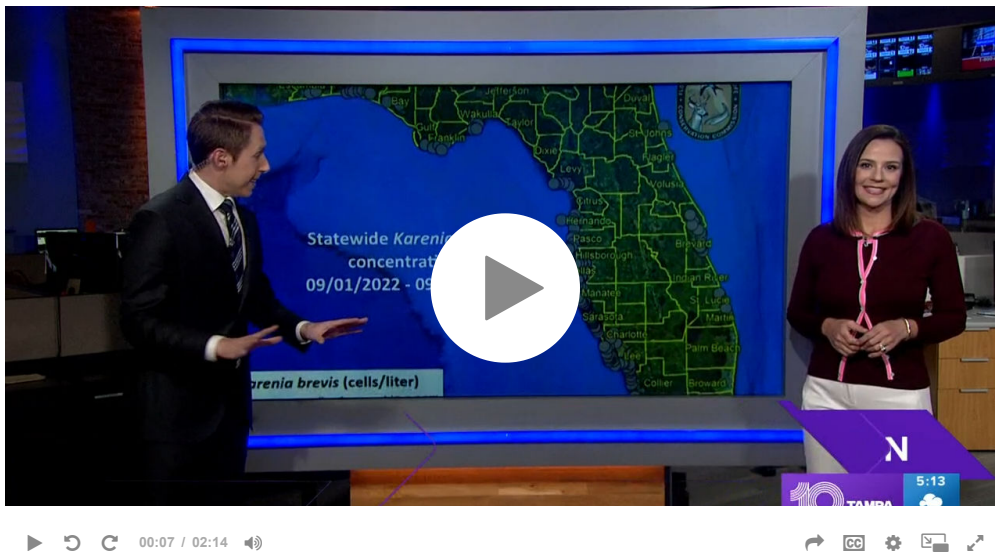 Jefferson
Duval
Bay
Wakulla
Taylor
Gulf
Franklin
St Johns
Dixie
Flagler
Levy
Volusia
Citrus
Hernando
Pasco
Brevard
Statewide Karenia
Hillsborough
concentrati
Indian River
09/01/2022 - 09
Manatee
St Lucie
Sarasota
Martin
Charlotte
Lee
Palm Beach
arenia brevis (cells/liter)
Collier
Broward
N
5:13
10 TAMPA
00:07 / 02:14
CC